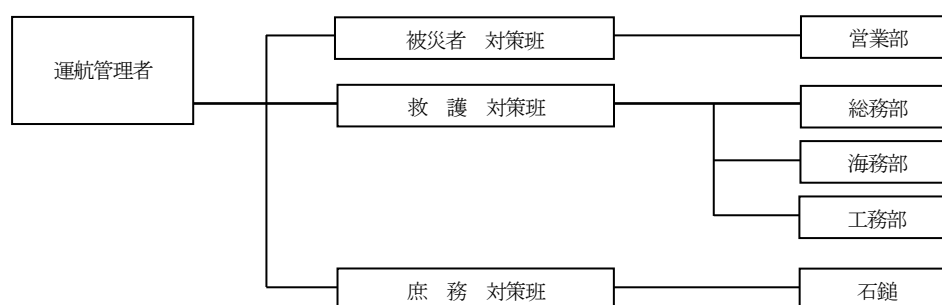 運航管理者
被災者　対策班
営業部
救　護　対策班
総務部
海務部
工務部
庶　務　対策班
石鎚